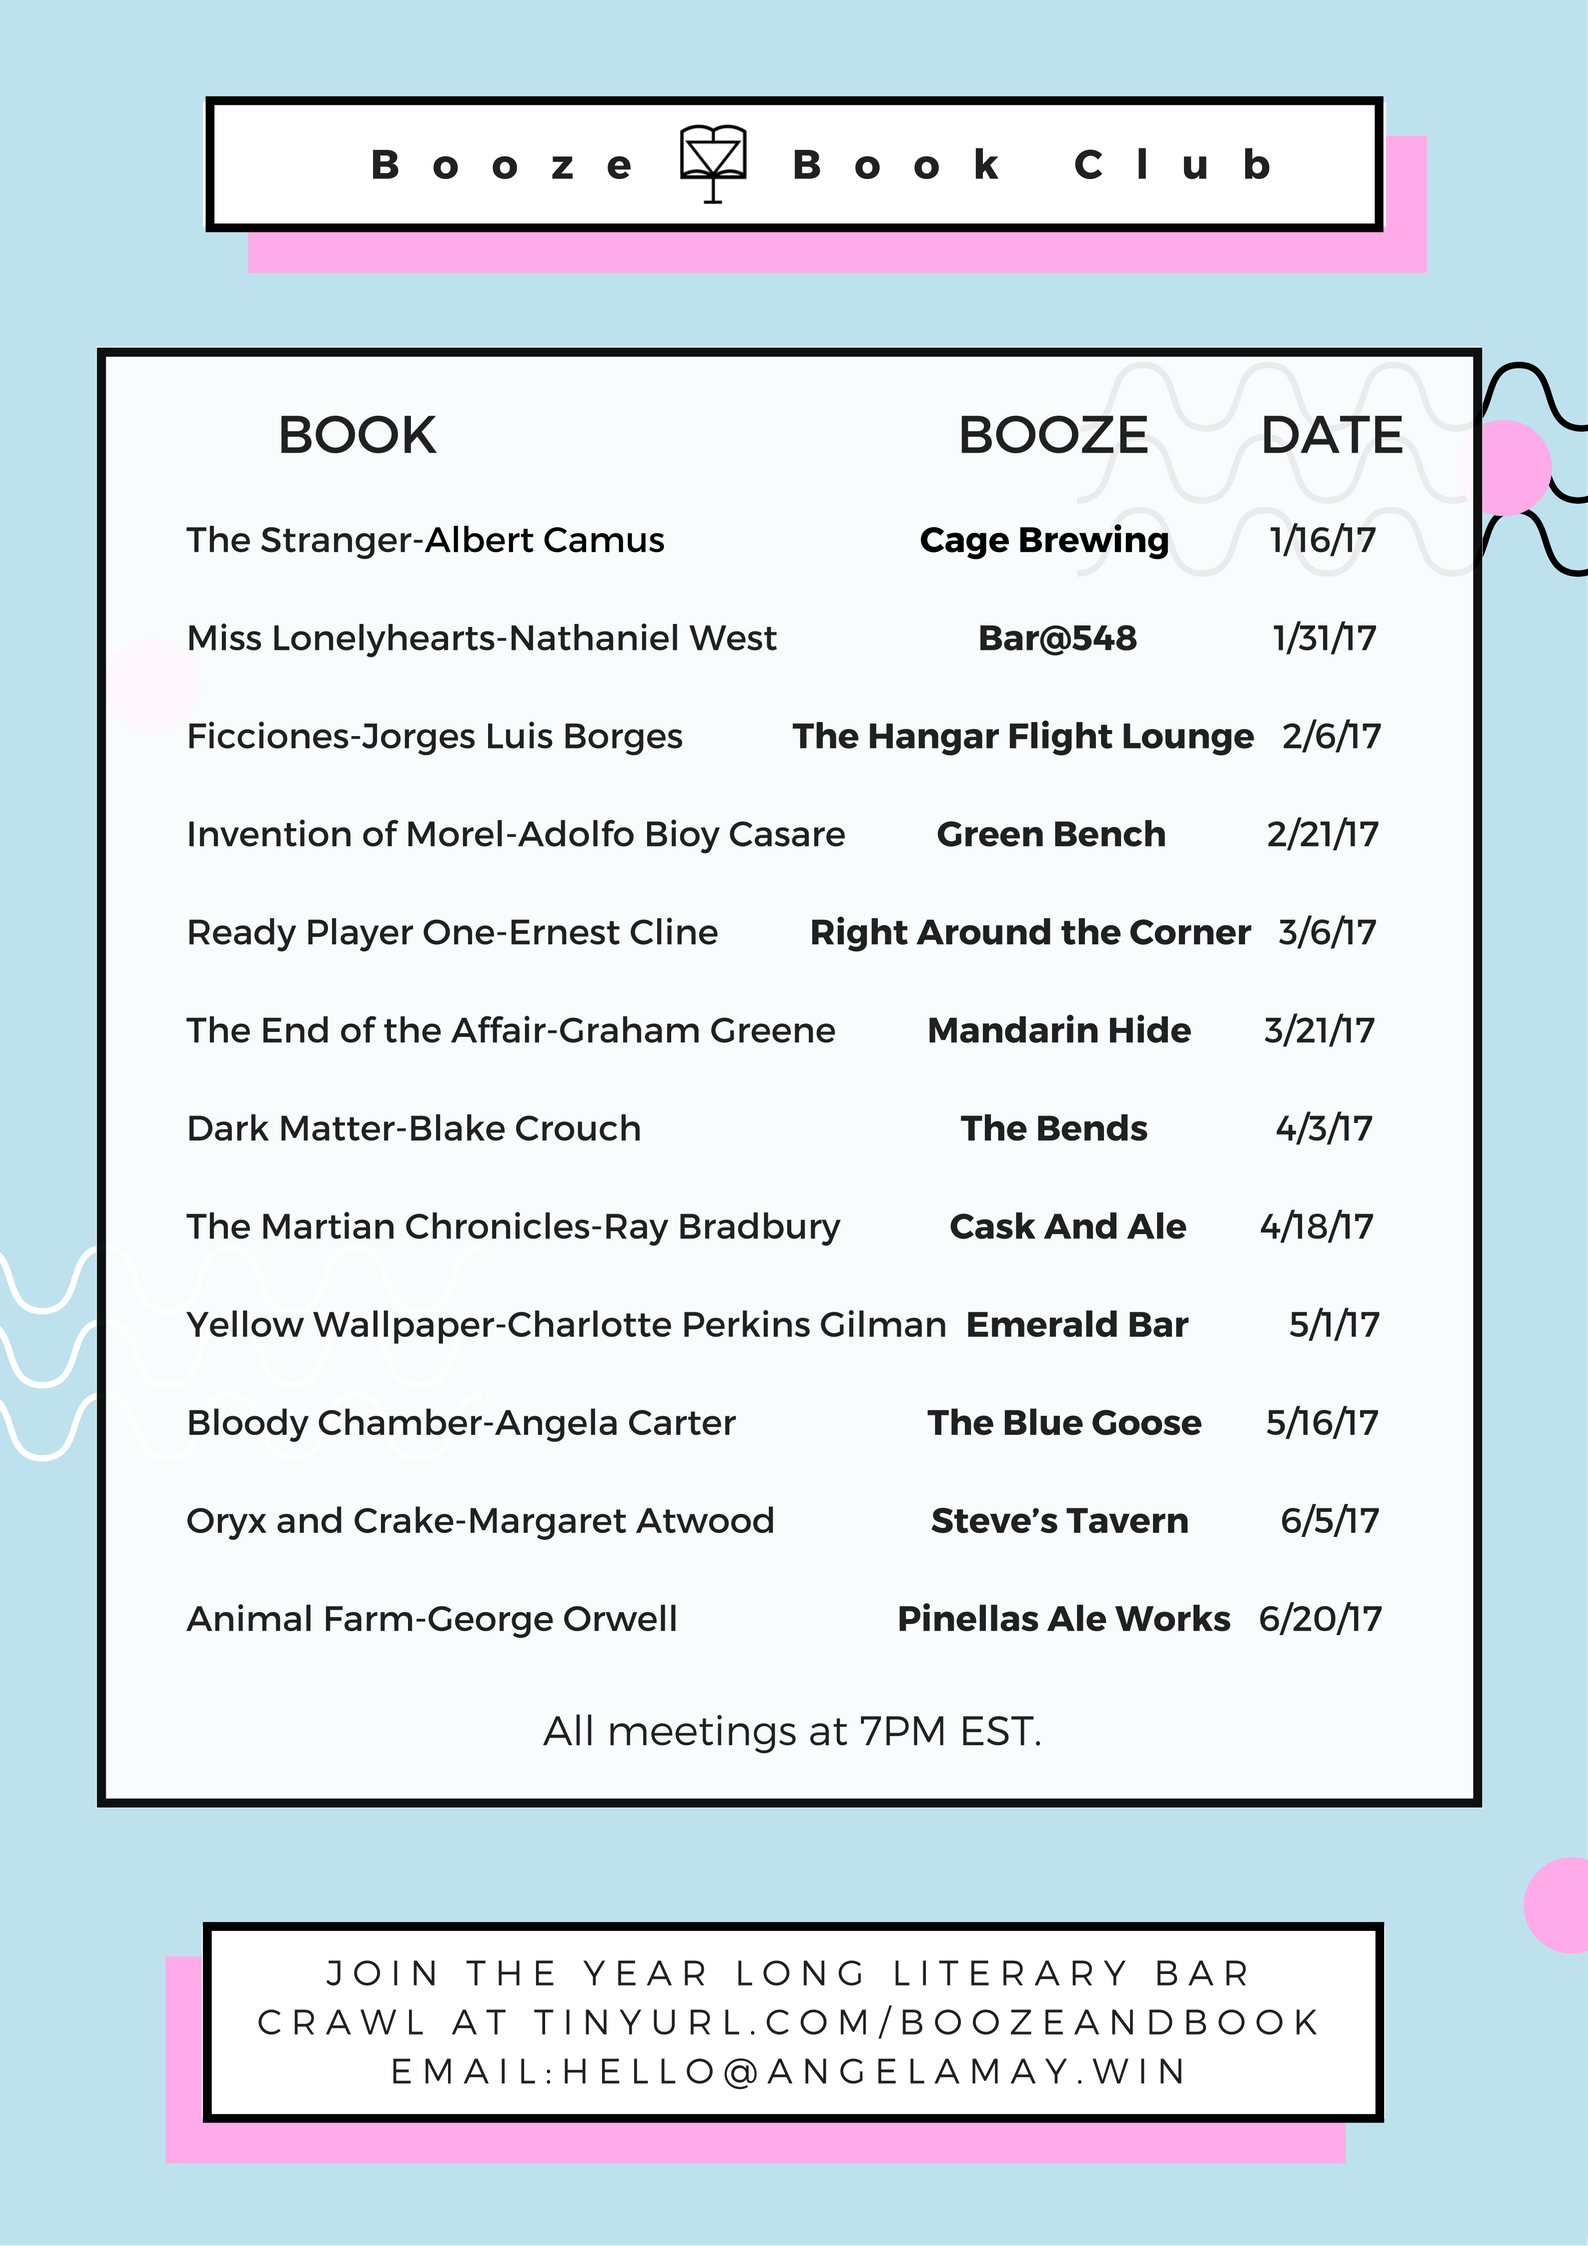 Booze Book Club
BOOK BOOZE DATE
The Stranger-Albert Camus Cage Brewing 1/16/17
Miss Lonelyhearts-Nathaniel West Bar@548 1/31/17
Ficciones-Jorges Luis Borges The Hangar Flight Lounge 2/6/17
Invention of Morel-Adolfo Bioy Casare Green Bench 2/21/17
Ready Player One-Ernest Cline Right Around the Corner 3/6/17
The End of the Affair-Graham Greene Mandarin Hide 3/21/17
Dark Matter-Blake Crouch The Bends 4/3/17
The Martian Chronicles-Ray Bradbury Cask And Ale 4/18/17
Yellow Wallpaper-Charlotte Perkins Gilman Emerald Bar 5/1/17
Bloody Chamber-Angela Carter The Blue Goose 5/16/17
Oryx and Crake-Margaret Atwood Steve’s Tavern 6/5/17
Animal Farm-George Orwell Pinellas Ale Works 6/20/17
All meetings at 7PM EST.
JOIN THE YEAR LONG LITERARY BAR
CRAWL AT TINYURL.COM/BOOZEANDBOOK
EMAIL:HELLO@ANGELAMAY.WIN